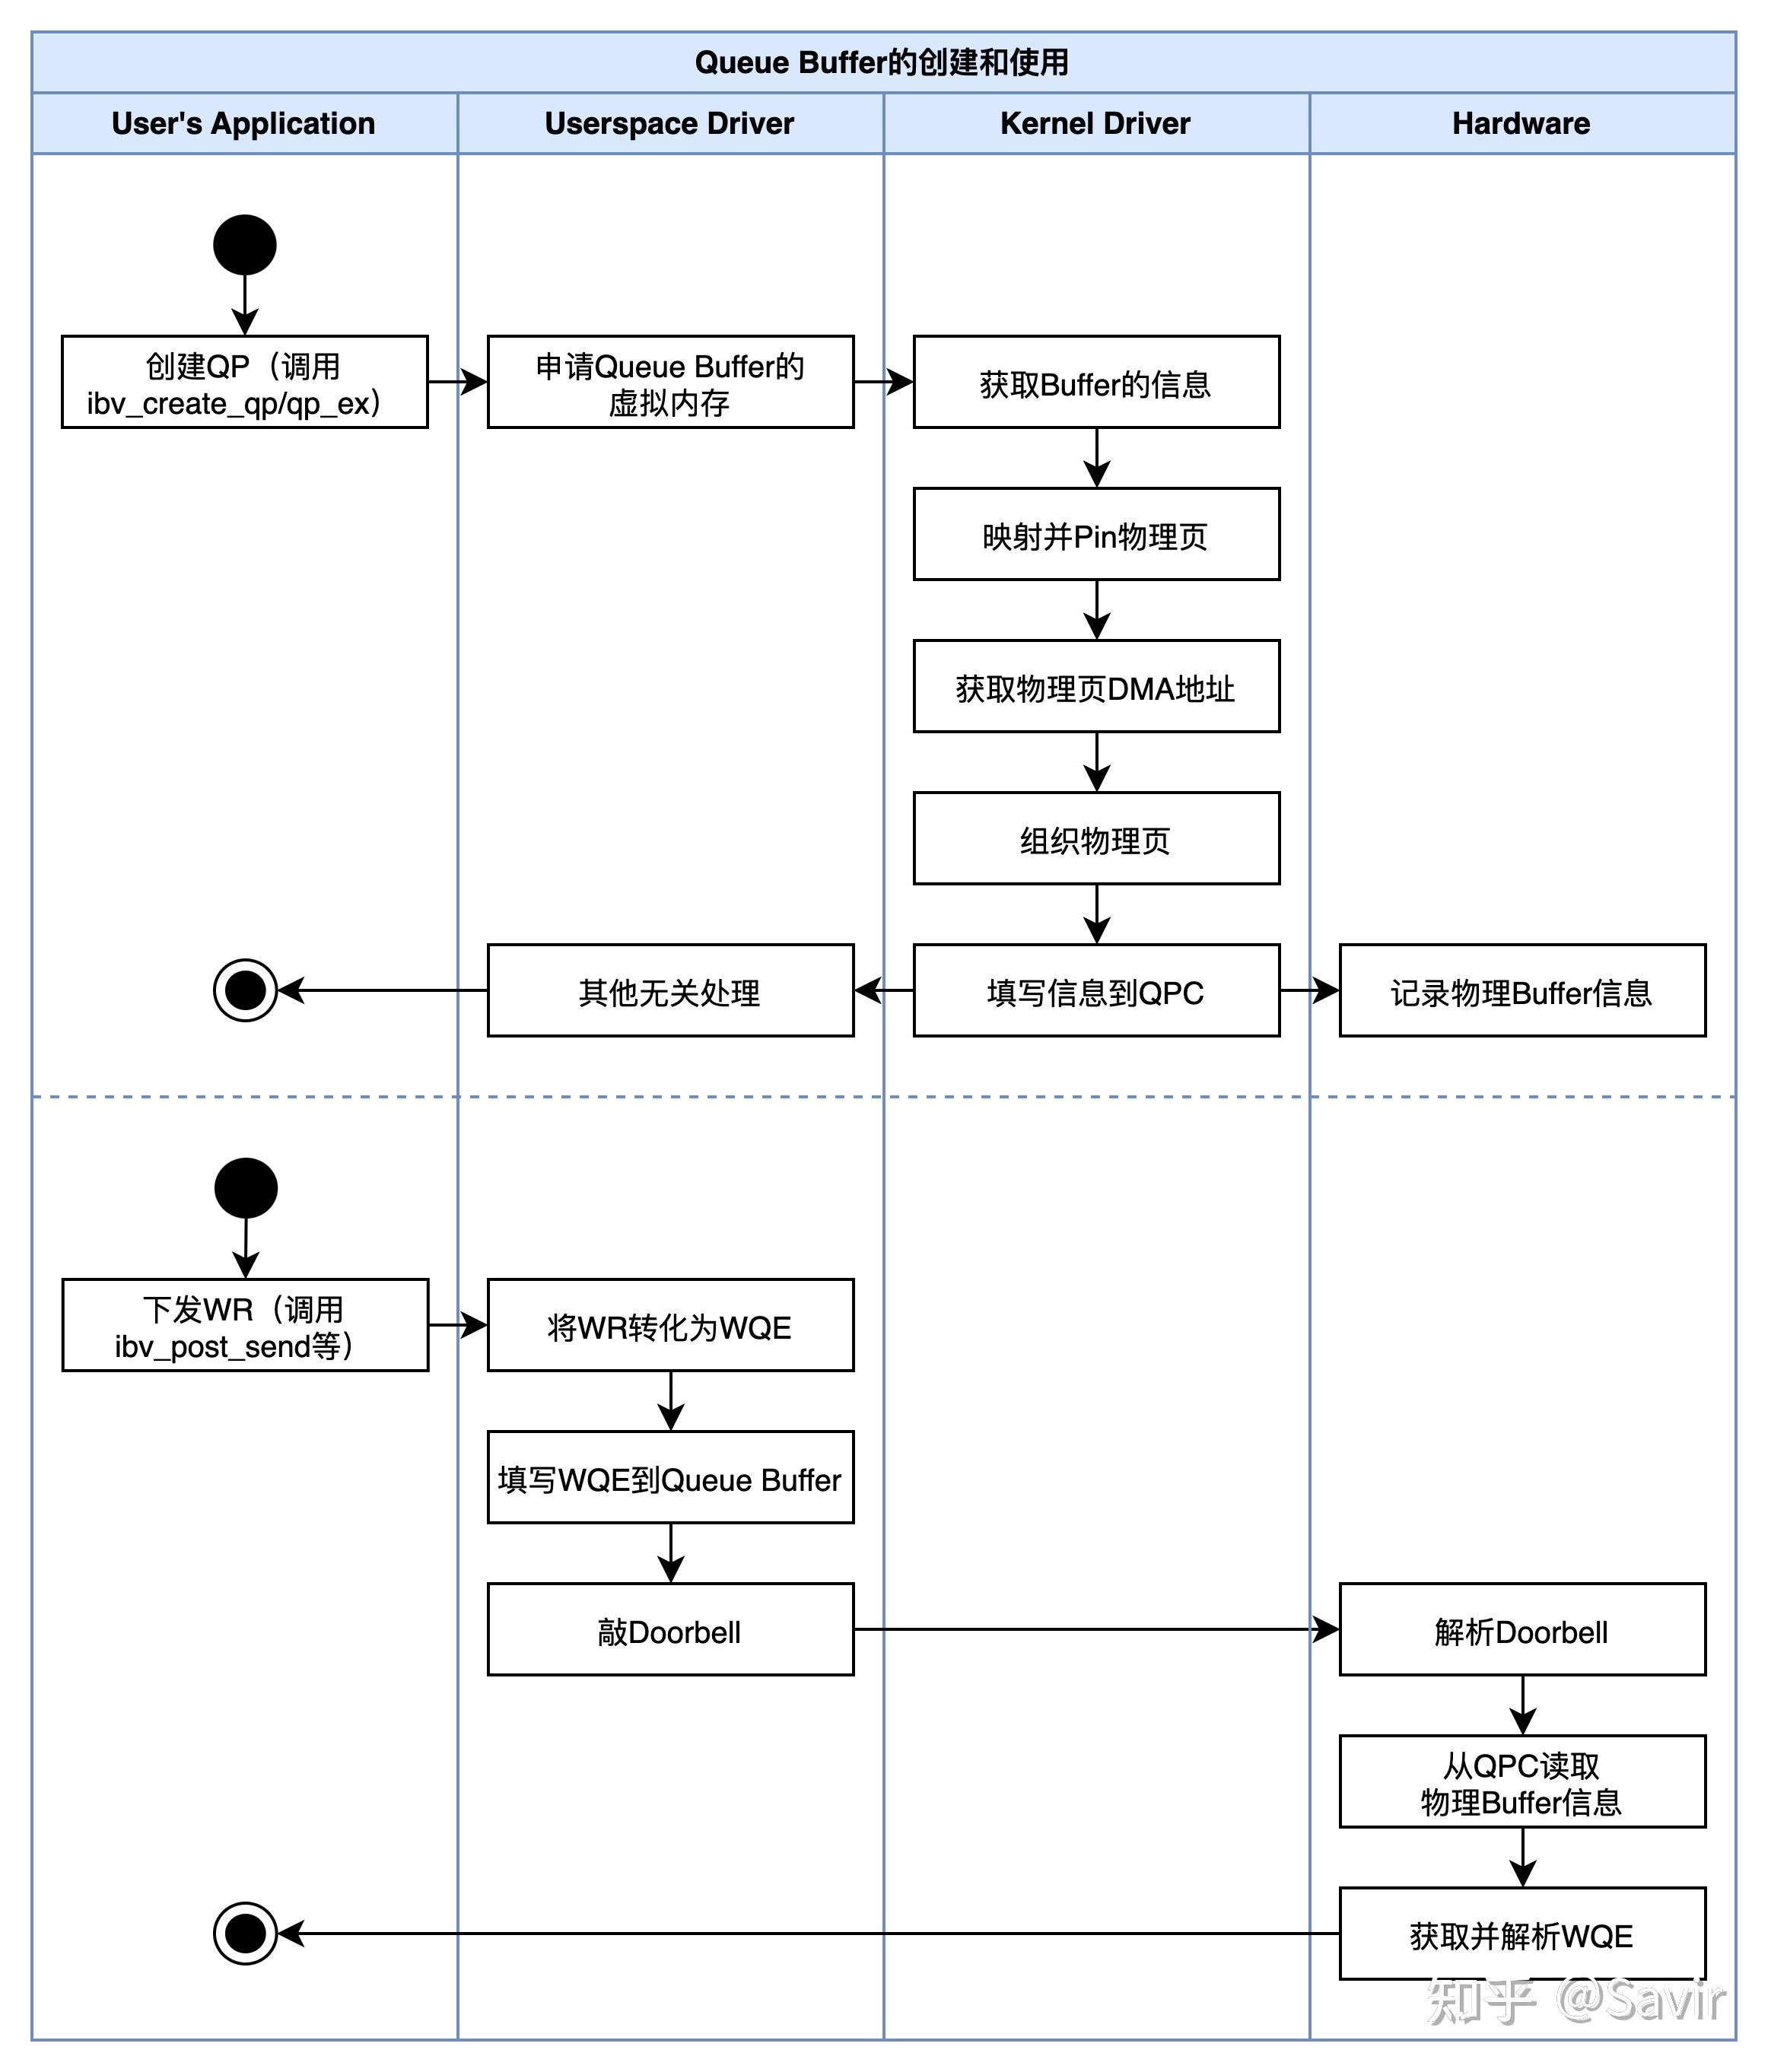 Queue Buffer的创建和使用
User's Application
Userspace Driver
Kernel Driver
Hardware
创建QP（调用
ibv_create_qp/qp_ex）
申请Queue Buffer的
虚拟内存
获取Buffer的信息
映射并Pin物理页
获取物理页DMA地址
组织物理页
其他无关处理
填写信息到QPC
记录物理Buffer信息
下发WR（调用
ibv_post_send等）
将WR转化为WQE
填写WQE到Queue Buffer
敲Doorbell
解析Doorbell
从QPC读取
物理Buffer信息
获取并解析WQE
知乎 @Savir